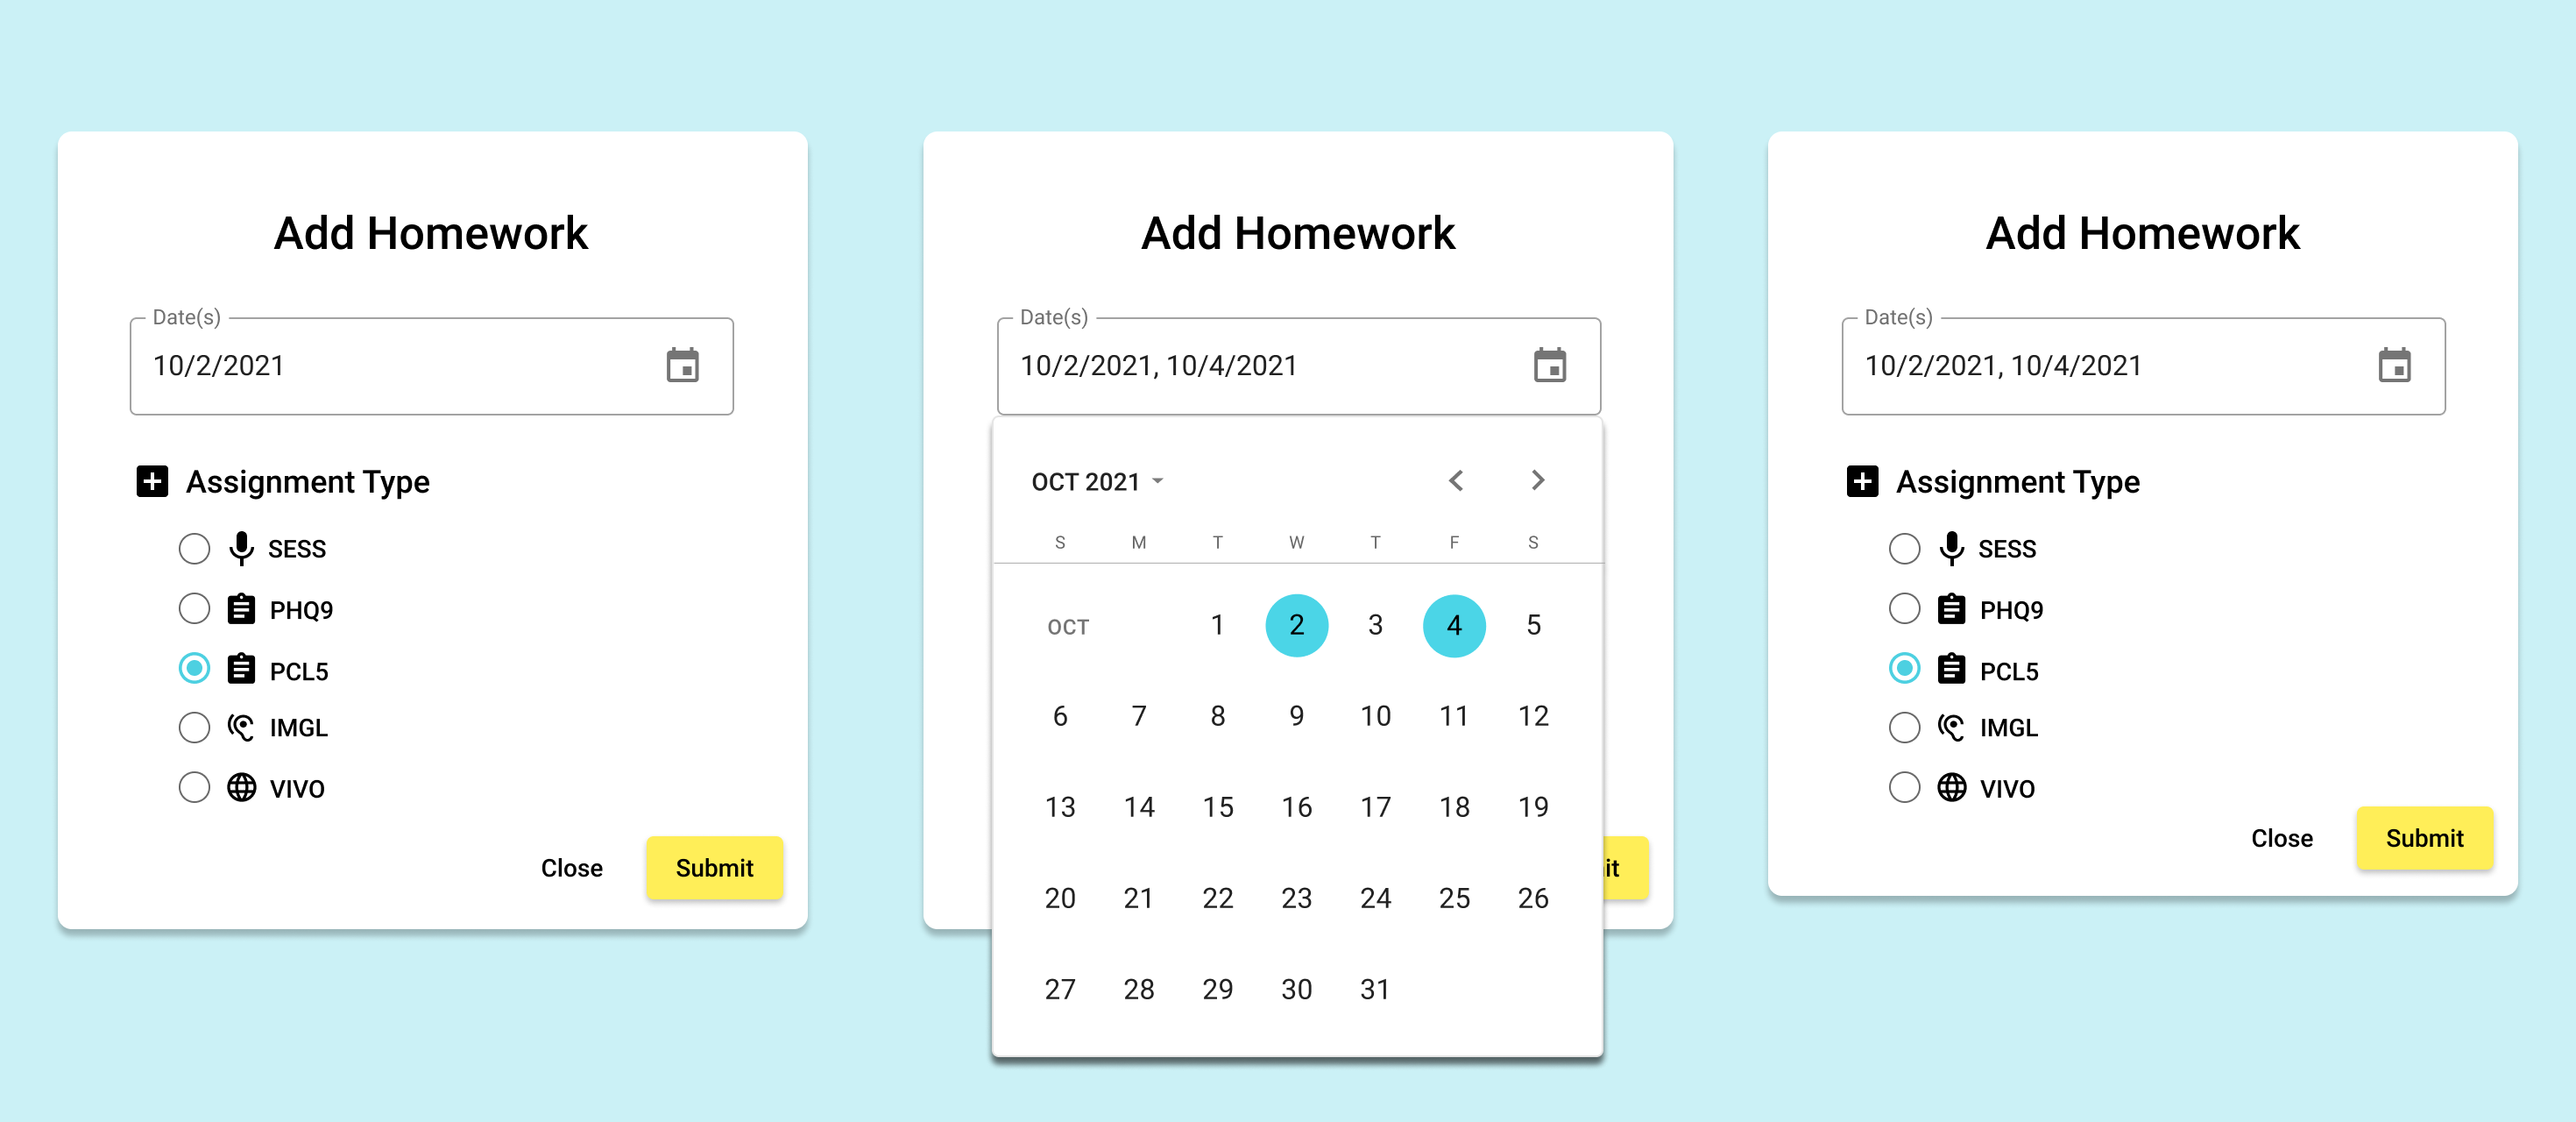 Add Homework
Date(s)
10/2/2021
Assignment Type
SESS
PHQ9
PCL5
IMGL
VIVO
Close Submit
Add Homework
Date(s)
10/2/2021, 10/4/2021
OCT 2021
S M T W T F S
OCT 1 2 3 4 5
6 7 8 9 10 11 12
13 14 15 16 17 18 19
20 21 22 23 24 25 26
27 28 29 30 31
it
Add Homework
Date(s)
10/2/2021, 10/4/2021
Assignment Type
SESS
PHQ9
PCL5
IMGL
VIVO
Close Submit